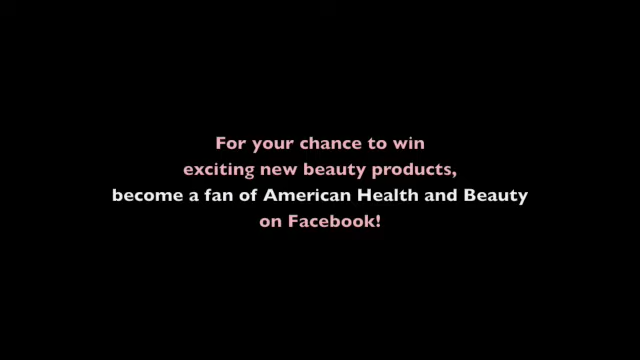 For your chance to win
exciting new beauty products,
become a fan of American Health and Beauty
on Facebook!